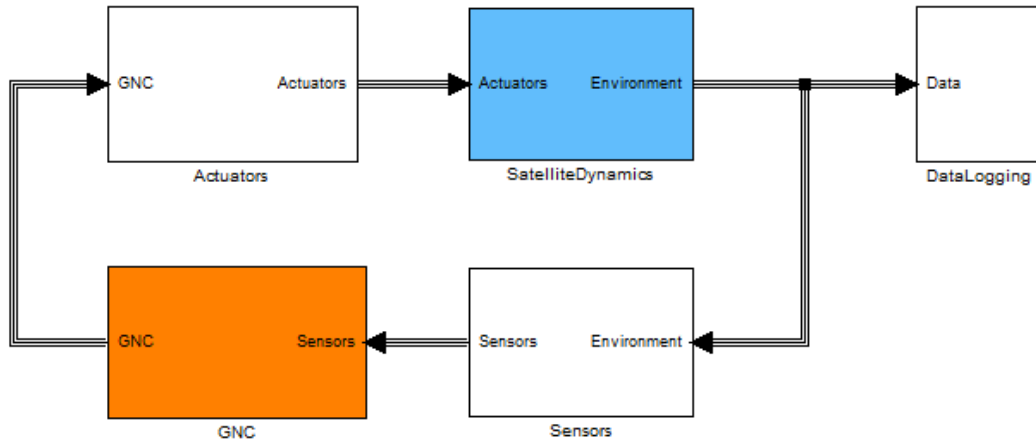 GNC Actuators Actuators Environment Data
Actuators SatelliteDynamics DataLogging
GNC Sensors Sensors Environment
GNC Sensors